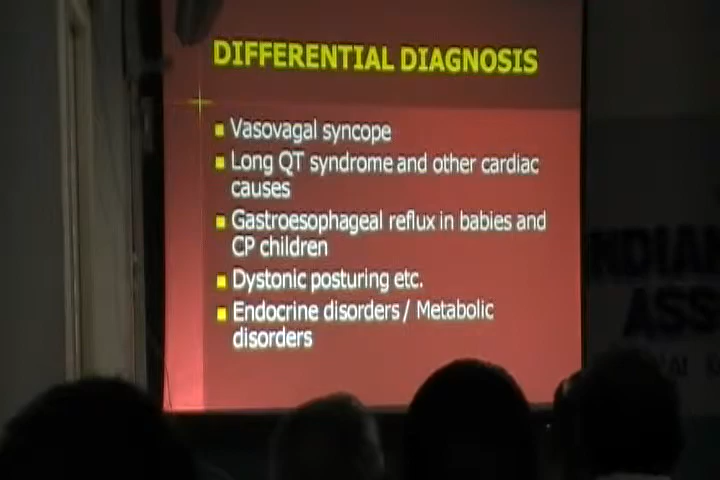 DIFFERENTIAL DIAGNOSIS
Vasovagal syncope
Long QT syndrome and other cardiac
causes
Gastroesophageal reflux in babies and
CP children
Dystonic posturing etc.
Endocrine disorders / Metabolic
disorders